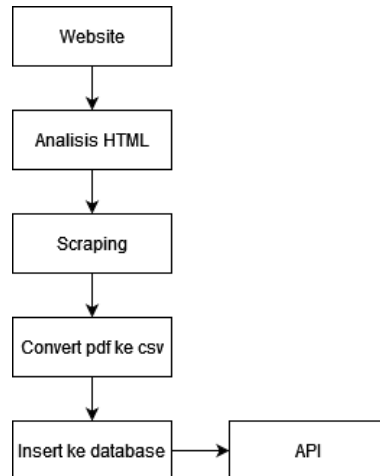 Website
Analisis HTML
Scraping
Convert pdf ke csv
Insert ke database
API